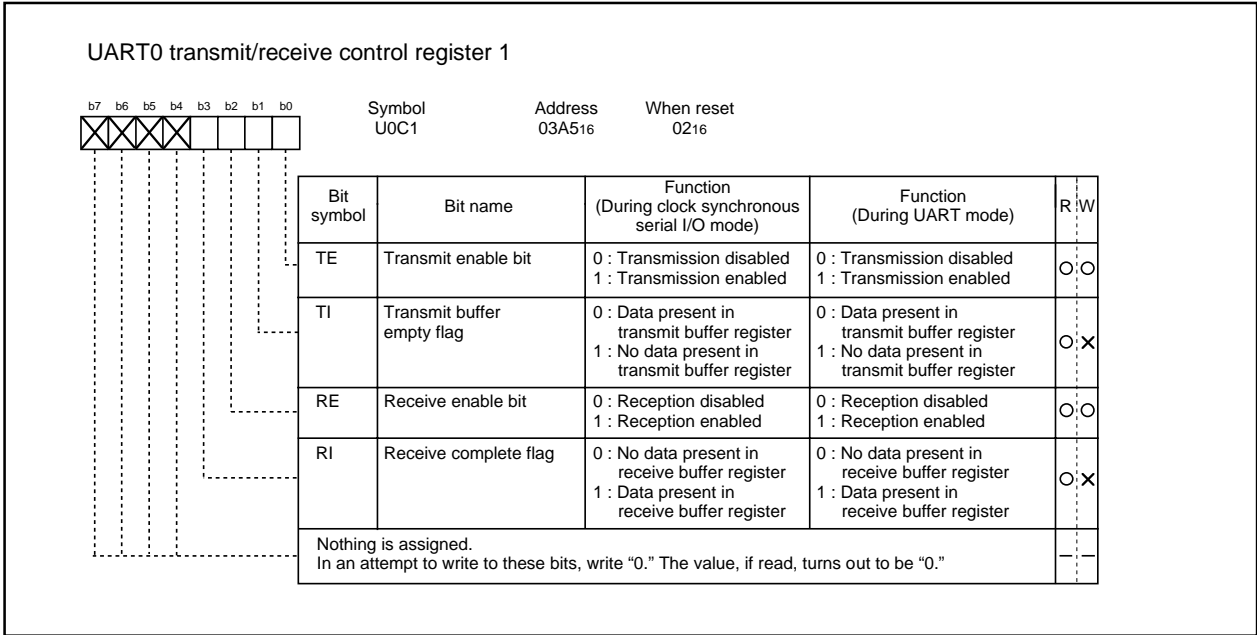 UART0 transmit/receive control register 1
b7 b6 b5 b4 b3 b2 b1 b0
Symbol Address When reset
U0C1 03A516 0216
Bit symbol
Bit name
Function
(During clock synchronous
serial I/O mode)
Function
(During UART mode)
R W
TE
Transmit enable bit
0 : Transmission disabled
1 : Transmission enabled
0 : Transmission disabled
1 : Transmission enabled
TI
Transmit buffer
empty flag
0 : Data present in
transmit buffer register
1 : No data present in
transmit buffer register
0 : Data present in
transmit buffer register
1 : No data present in
transmit buffer register
RE
Receive enable bit
0 : Reception disabled
1 : Reception enabled
0 : Reception disabled
1 : Reception enabled
RI
Receive complete flag
0 : No data present in
receive buffer register
1 : Data present in
receive buffer register
0 : No data present in
receive buffer register
1 : Data present in
receive buffer register
Nothing is assigned.
In an attempt to write to these bits, write “0.” The value, if read, turns out to be “0.”